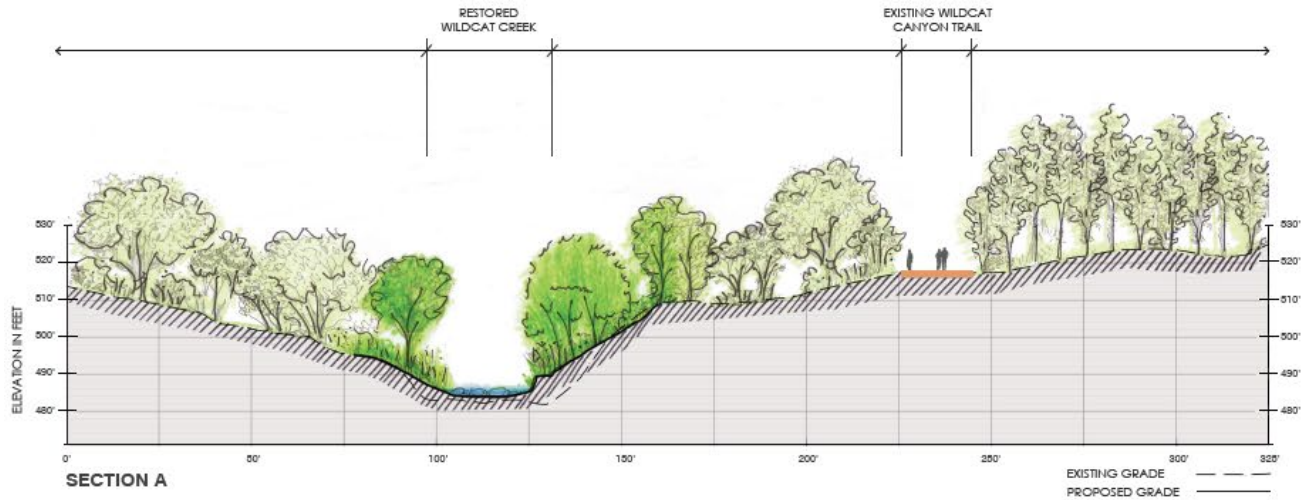 RESTORED
WILDCAT CREEK
EXISTING WILDCAT
CANYON TRAIL
ELEVATION IN FEET
530'
520'
510'
500'
490'
480'
530'
520'
510'
500'
490'
480'
0'
50'
100'
150'
200'
250'
300'
325'
SECTION A
EXISTING GRADE
PROPOSED GRADE